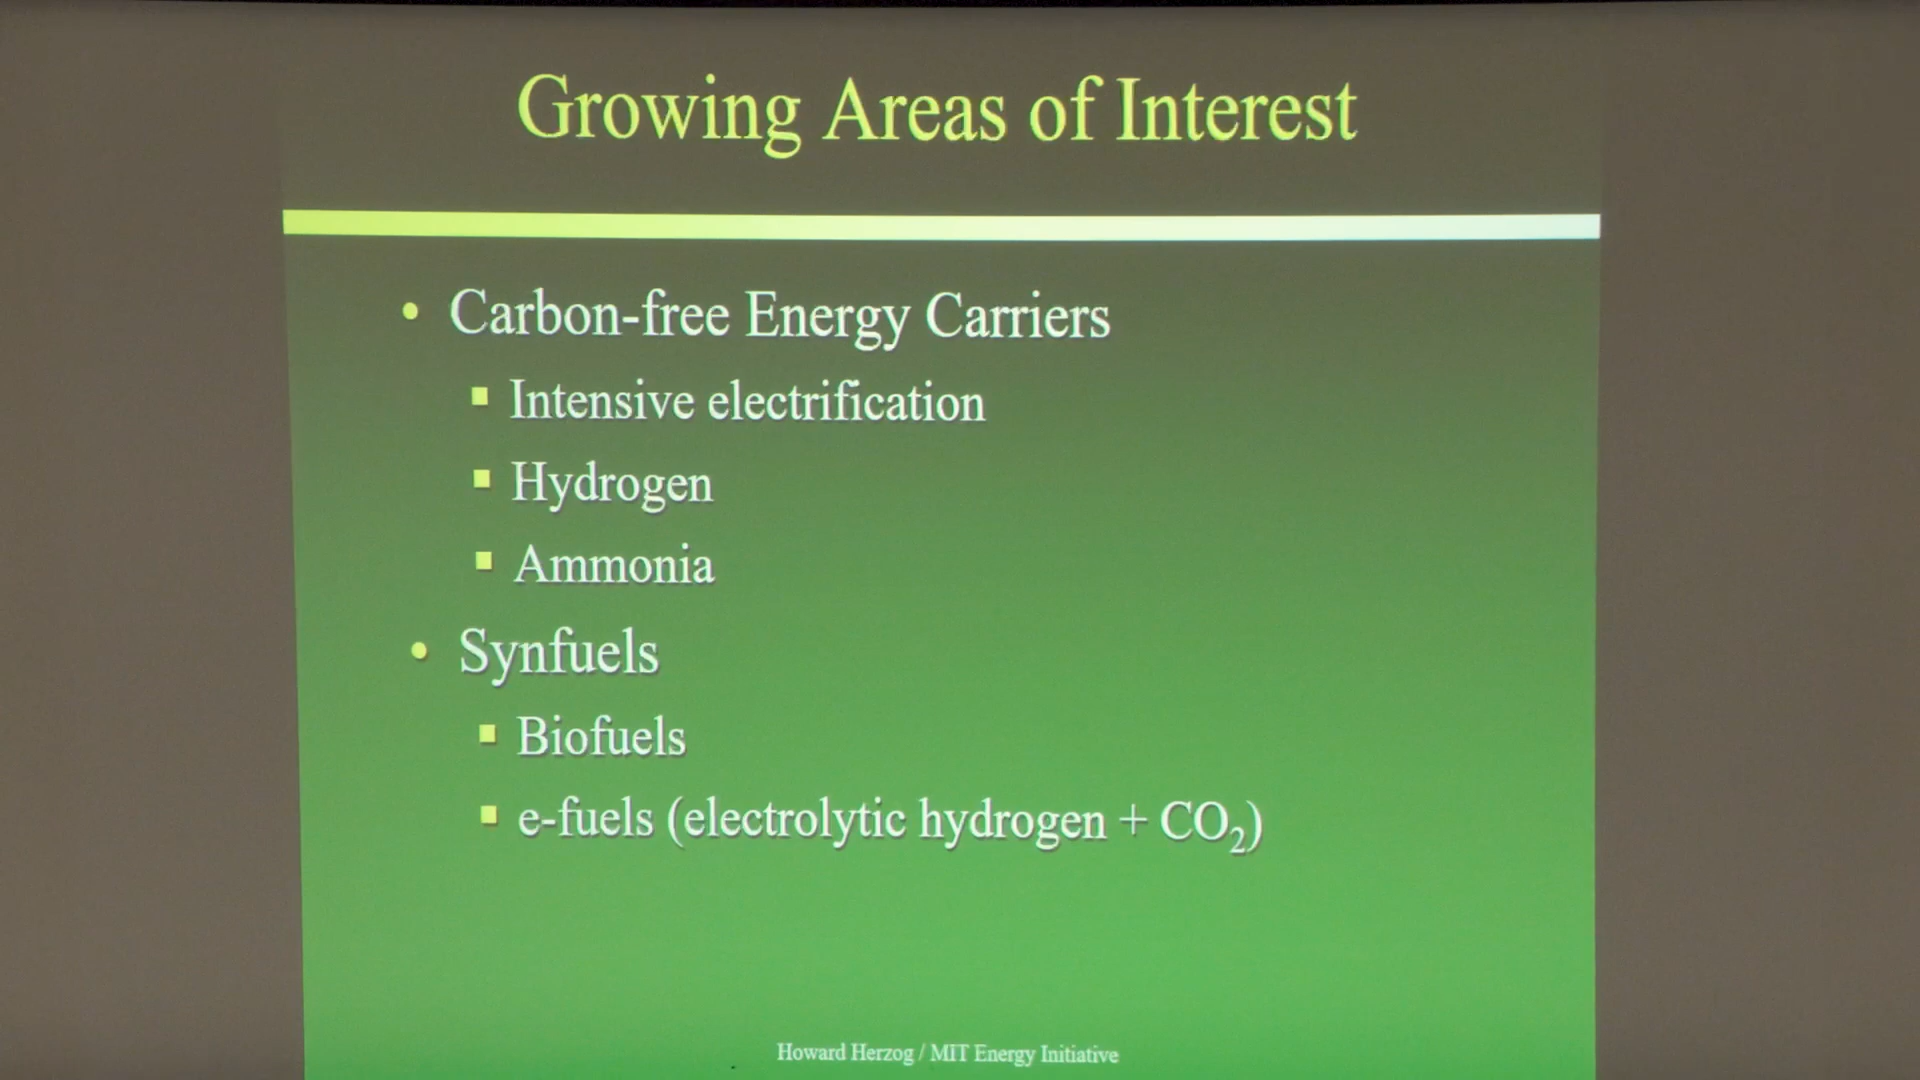 Growing Areas of Interest
• Carbon-free Energy Carriers
▪ Intensive electrification
▪ Hydrogen
▪ Ammonia
• Synfuels
▪ Biofuels
▪ e-fuels (electrolytic hydrogen + CO₂)
Howard Herzog / MIT Energy Initiative